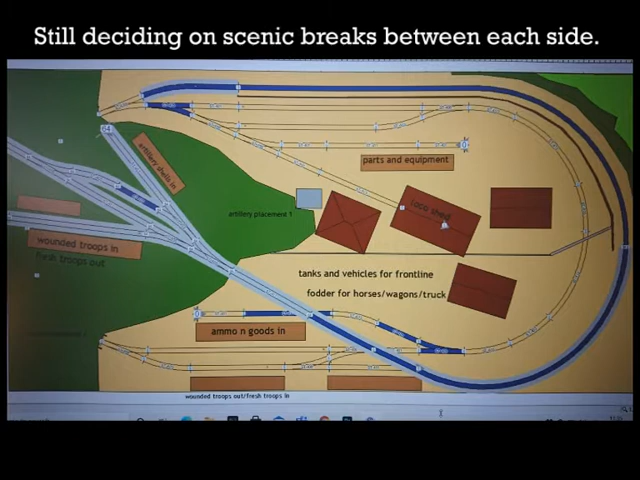 Still deciding on scenic breaks between each side.
64
artillery shells in
parts and equipment
loco shed
artillery placement 1
wounded troops in
fresh troops out
tanks and vehicles for frontline
fodder for horses/wagons/truck
ammo n goods in
wounded troops out/fresh troops in